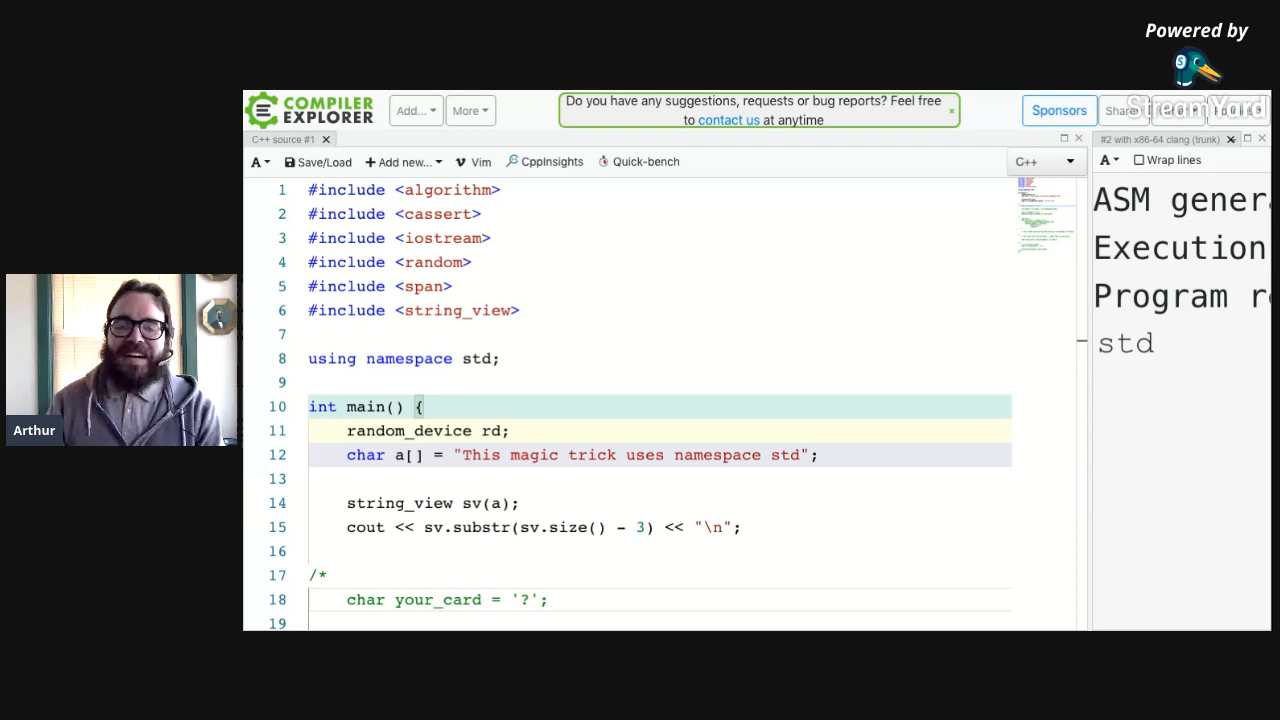 Powered by
StreamYard
COMPILER
EXPLORER
Add...
More
Do you have any suggestions, requests or bug reports? Feel free
to contact us at anytime
Sponsors
Share
C++ source #1
#2 with x86-64 clang (trunk)
A
Save/Load
Add new...
Vim
CppInsights
Quick-bench
C++
A
Wrap lines
1 #include <algorithm>
2 #include <cassert>
3 #include <iostream>
4 #include <random>
5 #include <span>
6 #include <string_view>
7
8 using namespace std;
9
10 int main() {
11 random_device rd;
12 char a[] = "This magic trick uses namespace std";
13
14 string_view sv(a);
15 cout << sv.substr(sv.size() - 3) << "\n";
16
17 /*
18 char your_card = '?';
19
ASM genera
Execution
Program re
std
Arthur